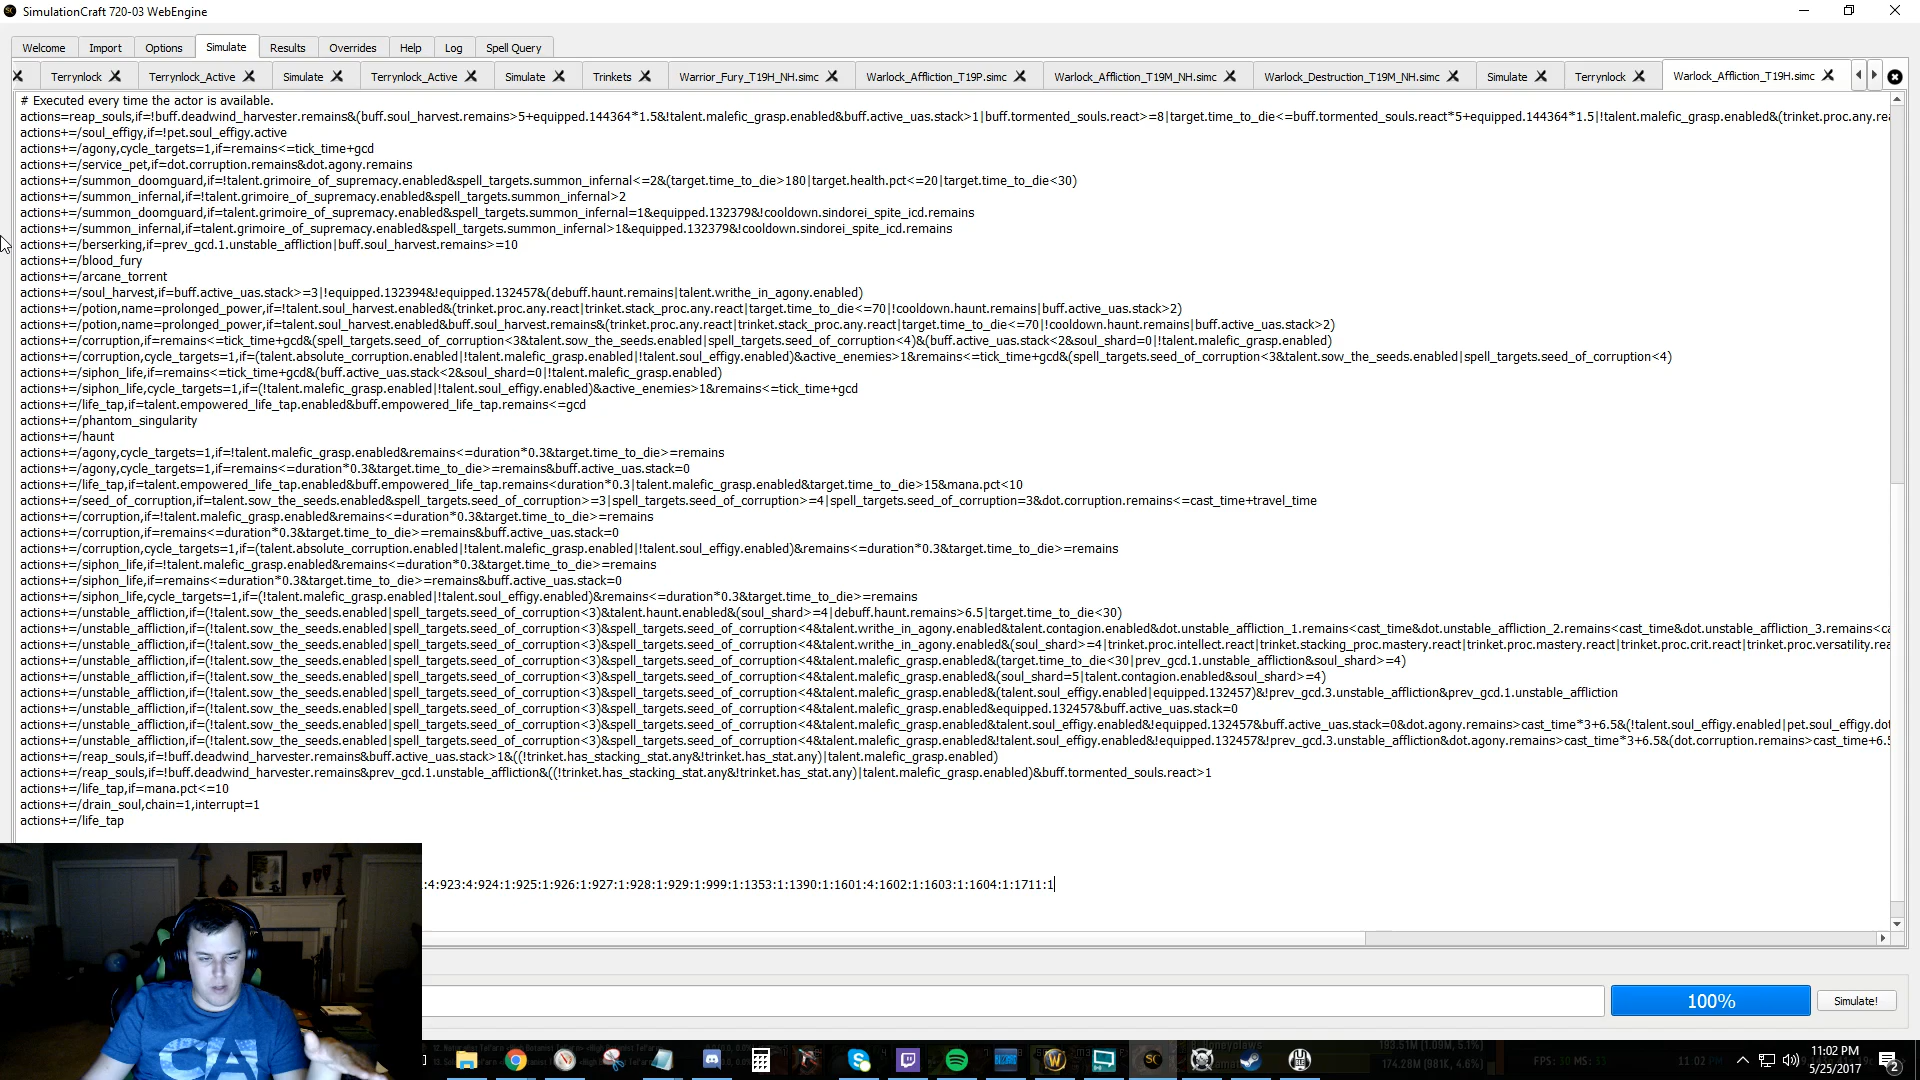 SimulationCraft 720-03 WebEngine
Welcome Import Options Simulate Results Overrides Help Log Spell Query
Terrynlock Terrynlock_Active Simulate Terrynlock_Active Simulate Trinkets Warrior_Fury_T19H_NH.simc Warlock_Affliction_T19P.simc Warlock_Affliction_T19M_NH.simc Warlock_Destruction_T19M_NH.simc Simulate Terrynlock Warlock_Affliction_T19H.simc
# Executed every time the actor is available.
actions=reap_souls,if=!buff.deadwind_harvester.remains&(buff.soul_harvest.remains>5+equipped.144364*1.5&!talent.malefic_grasp.enabled&buff.active_uas.stack>1|buff.tormented_souls.react>=8|target.time_to_die<=buff.tormented_souls.react*5+equipped.144364*1.5|!talent.malefic_grasp.enabled&(trinket.proc.any.rea
actions+=/soul_effigy,if=!pet.soul_effigy.active
actions+=/agony,cycle_targets=1,if=remains<=tick_time+gcd
actions+=/service_pet,if=dot.corruption.remains&dot.agony.remains
actions+=/summon_doomguard,if=!talent.grimoire_of_supremacy.enabled&spell_targets.summon_infernal<=2&(target.time_to_die>180|target.health.pct<=20|target.time_to_die<30)
actions+=/summon_infernal,if=!talent.grimoire_of_supremacy.enabled&spell_targets.summon_infernal>2
actions+=/summon_doomguard,if=talent.grimoire_of_supremacy.enabled&spell_targets.summon_infernal=1&equipped.132379&!cooldown.sindorei_spite_icd.remains
actions+=/summon_infernal,if=talent.grimoire_of_supremacy.enabled&spell_targets.summon_infernal>1&equipped.132379&!cooldown.sindorei_spite_icd.remains
actions+=/berserking,if=prev_gcd.1.unstable_affliction|buff.soul_harvest.remains>=10
actions+=/blood_fury
actions+=/arcane_torrent
actions+=/soul_harvest,if=buff.active_uas.stack>=3|!equipped.132394&!equipped.132457&(debuff.haunt.remains|talent.writhe_in_agony.enabled)
actions+=/potion,name=prolonged_power,if=!talent.soul_harvest.enabled&(trinket.proc.any.react|trinket.stack_proc.any.react|target.time_to_die<=70|!cooldown.haunt.remains|buff.active_uas.stack>2)
actions+=/potion,name=prolonged_power,if=talent.soul_harvest.enabled&buff.soul_harvest.remains&(trinket.proc.any.react|trinket.stack_proc.any.react|target.time_to_die<=70|!cooldown.haunt.remains|buff.active_uas.stack>2)
actions+=/corruption,if=remains<=tick_time+gcd&(spell_targets.seed_of_corruption<3&talent.sow_the_seeds.enabled|spell_targets.seed_of_corruption<4)&(buff.active_uas.stack<2&soul_shard=0|!talent.malefic_grasp.enabled)
actions+=/corruption,cycle_targets=1,if=(talent.absolute_corruption.enabled|!talent.malefic_grasp.enabled|!talent.soul_effigy.enabled)&active_enemies>1&remains<=tick_time+gcd&(spell_targets.seed_of_corruption<3&talent.sow_the_seeds.enabled|spell_targets.seed_of_corruption<4)
actions+=/siphon_life,if=remains<=tick_time+gcd&(buff.active_uas.stack<2&soul_shard=0|!talent.malefic_grasp.enabled)
actions+=/siphon_life,cycle_targets=1,if=(!talent.malefic_grasp.enabled|!talent.soul_effigy.enabled)&active_enemies>1&remains<=tick_time+gcd
actions+=/life_tap,if=talent.empowered_life_tap.enabled&buff.empowered_life_tap.remains<=gcd
actions+=/phantom_singularity
actions+=/haunt
actions+=/agony,cycle_targets=1,if=!talent.malefic_grasp.enabled&remains<=duration*0.3&target.time_to_die>=remains
actions+=/agony,cycle_targets=1,if=remains<=duration*0.3&target.time_to_die>=remains&buff.active_uas.stack=0
actions+=/life_tap,if=talent.empowered_life_tap.enabled&buff.empowered_life_tap.remains<duration*0.3|talent.malefic_grasp.enabled&target.time_to_die>15&mana.pct<10
actions+=/seed_of_corruption,if=talent.sow_the_seeds.enabled&spell_targets.seed_of_corruption>=3|spell_targets.seed_of_corruption>=4|spell_targets.seed_of_corruption=3&dot.corruption.remains<=cast_time+travel_time
actions+=/corruption,if=!talent.malefic_grasp.enabled&remains<=duration*0.3&target.time_to_die>=remains
actions+=/corruption,if=remains<=duration*0.3&target.time_to_die>=remains&buff.active_uas.stack=0
actions+=/corruption,cycle_targets=1,if=(talent.absolute_corruption.enabled|!talent.malefic_grasp.enabled|!talent.soul_effigy.enabled)&remains<=duration*0.3&target.time_to_die>=remains
actions+=/siphon_life,if=!talent.malefic_grasp.enabled&remains<=duration*0.3&target.time_to_die>=remains
actions+=/siphon_life,if=remains<=duration*0.3&target.time_to_die>=remains&buff.active_uas.stack=0
actions+=/siphon_life,cycle_targets=1,if=(!talent.malefic_grasp.enabled|!talent.soul_effigy.enabled)&remains<=duration*0.3&target.time_to_die>=remains
actions+=/unstable_affliction,if=(!talent.sow_the_seeds.enabled|spell_targets.seed_of_corruption<3)&talent.haunt.enabled&(soul_shard>=4|debuff.haunt.remains>6.5|target.time_to_die<30)
actions+=/unstable_affliction,if=(!talent.sow_the_seeds.enabled|spell_targets.seed_of_corruption<3)&spell_targets.seed_of_corruption<4&talent.writhe_in_agony.enabled&talent.contagion.enabled&dot.unstable_affliction_1.remains<cast_time&dot.unstable_affliction_2.remains<cast_time&dot.unstable_affliction_3.remains<ca
actions+=/unstable_affliction,if=(!talent.sow_the_seeds.enabled|spell_targets.seed_of_corruption<3)&spell_targets.seed_of_corruption<4&talent.writhe_in_agony.enabled&(soul_shard>=4|trinket.proc.intellect.react|trinket.stacking_proc.mastery.react|trinket.proc.mastery.react|trinket.proc.crit.react|trinket.proc.versatility.rea
actions+=/unstable_affliction,if=(!talent.sow_the_seeds.enabled|spell_targets.seed_of_corruption<3)&spell_targets.seed_of_corruption<4&talent.malefic_grasp.enabled&(target.time_to_die<30|prev_gcd.1.unstable_affliction&soul_shard>=4)
actions+=/unstable_affliction,if=(!talent.sow_the_seeds.enabled|spell_targets.seed_of_corruption<3)&spell_targets.seed_of_corruption<4&talent.malefic_grasp.enabled&(soul_shard=5|talent.contagion.enabled&soul_shard>=4)
actions+=/unstable_affliction,if=(!talent.sow_the_seeds.enabled|spell_targets.seed_of_corruption<3)&spell_targets.seed_of_corruption<4&talent.malefic_grasp.enabled&(talent.soul_effigy.enabled|equipped.132457)&!prev_gcd.3.unstable_affliction&prev_gcd.1.unstable_affliction
actions+=/unstable_affliction,if=(!talent.sow_the_seeds.enabled|spell_targets.seed_of_corruption<3)&spell_targets.seed_of_corruption<4&talent.malefic_grasp.enabled&equipped.132457&buff.active_uas.stack=0
actions+=/unstable_affliction,if=(!talent.sow_the_seeds.enabled|spell_targets.seed_of_corruption<3)&spell_targets.seed_of_corruption<4&talent.malefic_grasp.enabled&talent.soul_effigy.enabled&!equipped.132457&buff.active_uas.stack=0&dot.agony.remains>cast_time*3+6.5&(!talent.soul_effigy.enabled|pet.soul_effigy.dot
actions+=/unstable_affliction,if=(!talent.sow_the_seeds.enabled|spell_targets.seed_of_corruption<3)&spell_targets.seed_of_corruption<4&talent.malefic_grasp.enabled&!talent.soul_effigy.enabled&!equipped.132457&!prev_gcd.3.unstable_affliction&dot.agony.remains>cast_time*3+6.5&(dot.corruption.remains>cast_time+6.5
actions+=/reap_souls,if=!buff.deadwind_harvester.remains&buff.active_uas.stack>1&((!trinket.has_stacking_stat.any&!trinket.has_stat.any)|talent.malefic_grasp.enabled)
actions+=/reap_souls,if=!buff.deadwind_harvester.remains&prev_gcd.1.unstable_affliction&((!trinket.has_stacking_stat.any&!trinket.has_stat.any)|talent.malefic_grasp.enabled)&buff.tormented_souls.react>1
actions+=/life_tap,if=mana.pct<=10
actions+=/drain_soul,chain=1,interrupt=1
actions+=/life_tap
:4:923:4:924:1:925:1:926:1:927:1:928:1:929:1:999:1:1353:1:1390:1:1601:4:1602:1:1603:1:1604:1:1711:1
100% Simulate!
CA
11:02 PM
5/25/2017
2